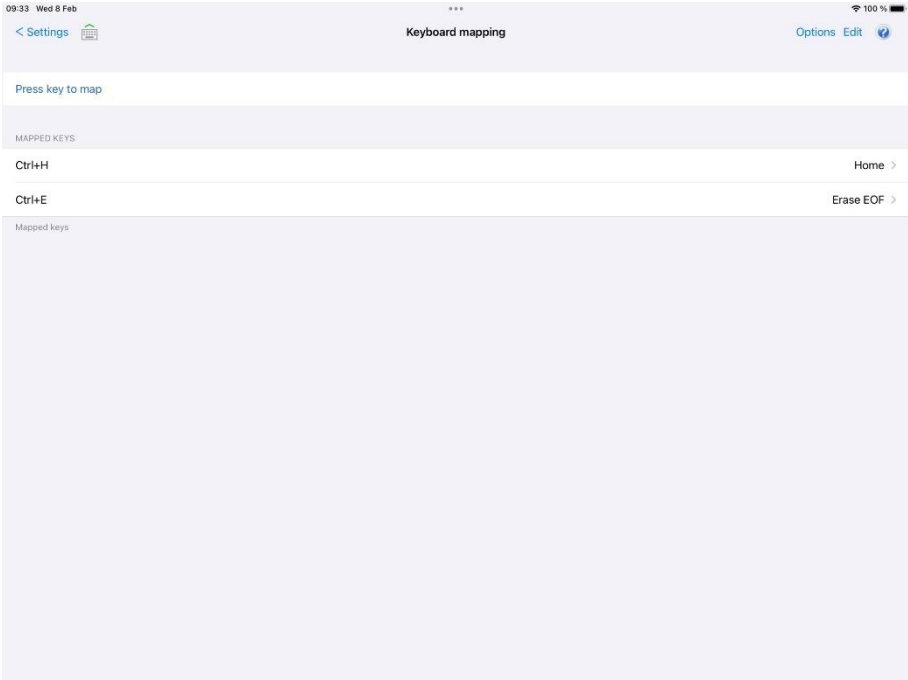 09:33 Wed 8 Feb 100 %
< Settings Keyboard mapping Options Edit ?
Press key to map
MAPPED KEYS
Ctrl+H Home >
Ctrl+E Erase EOF >
Mapped keys